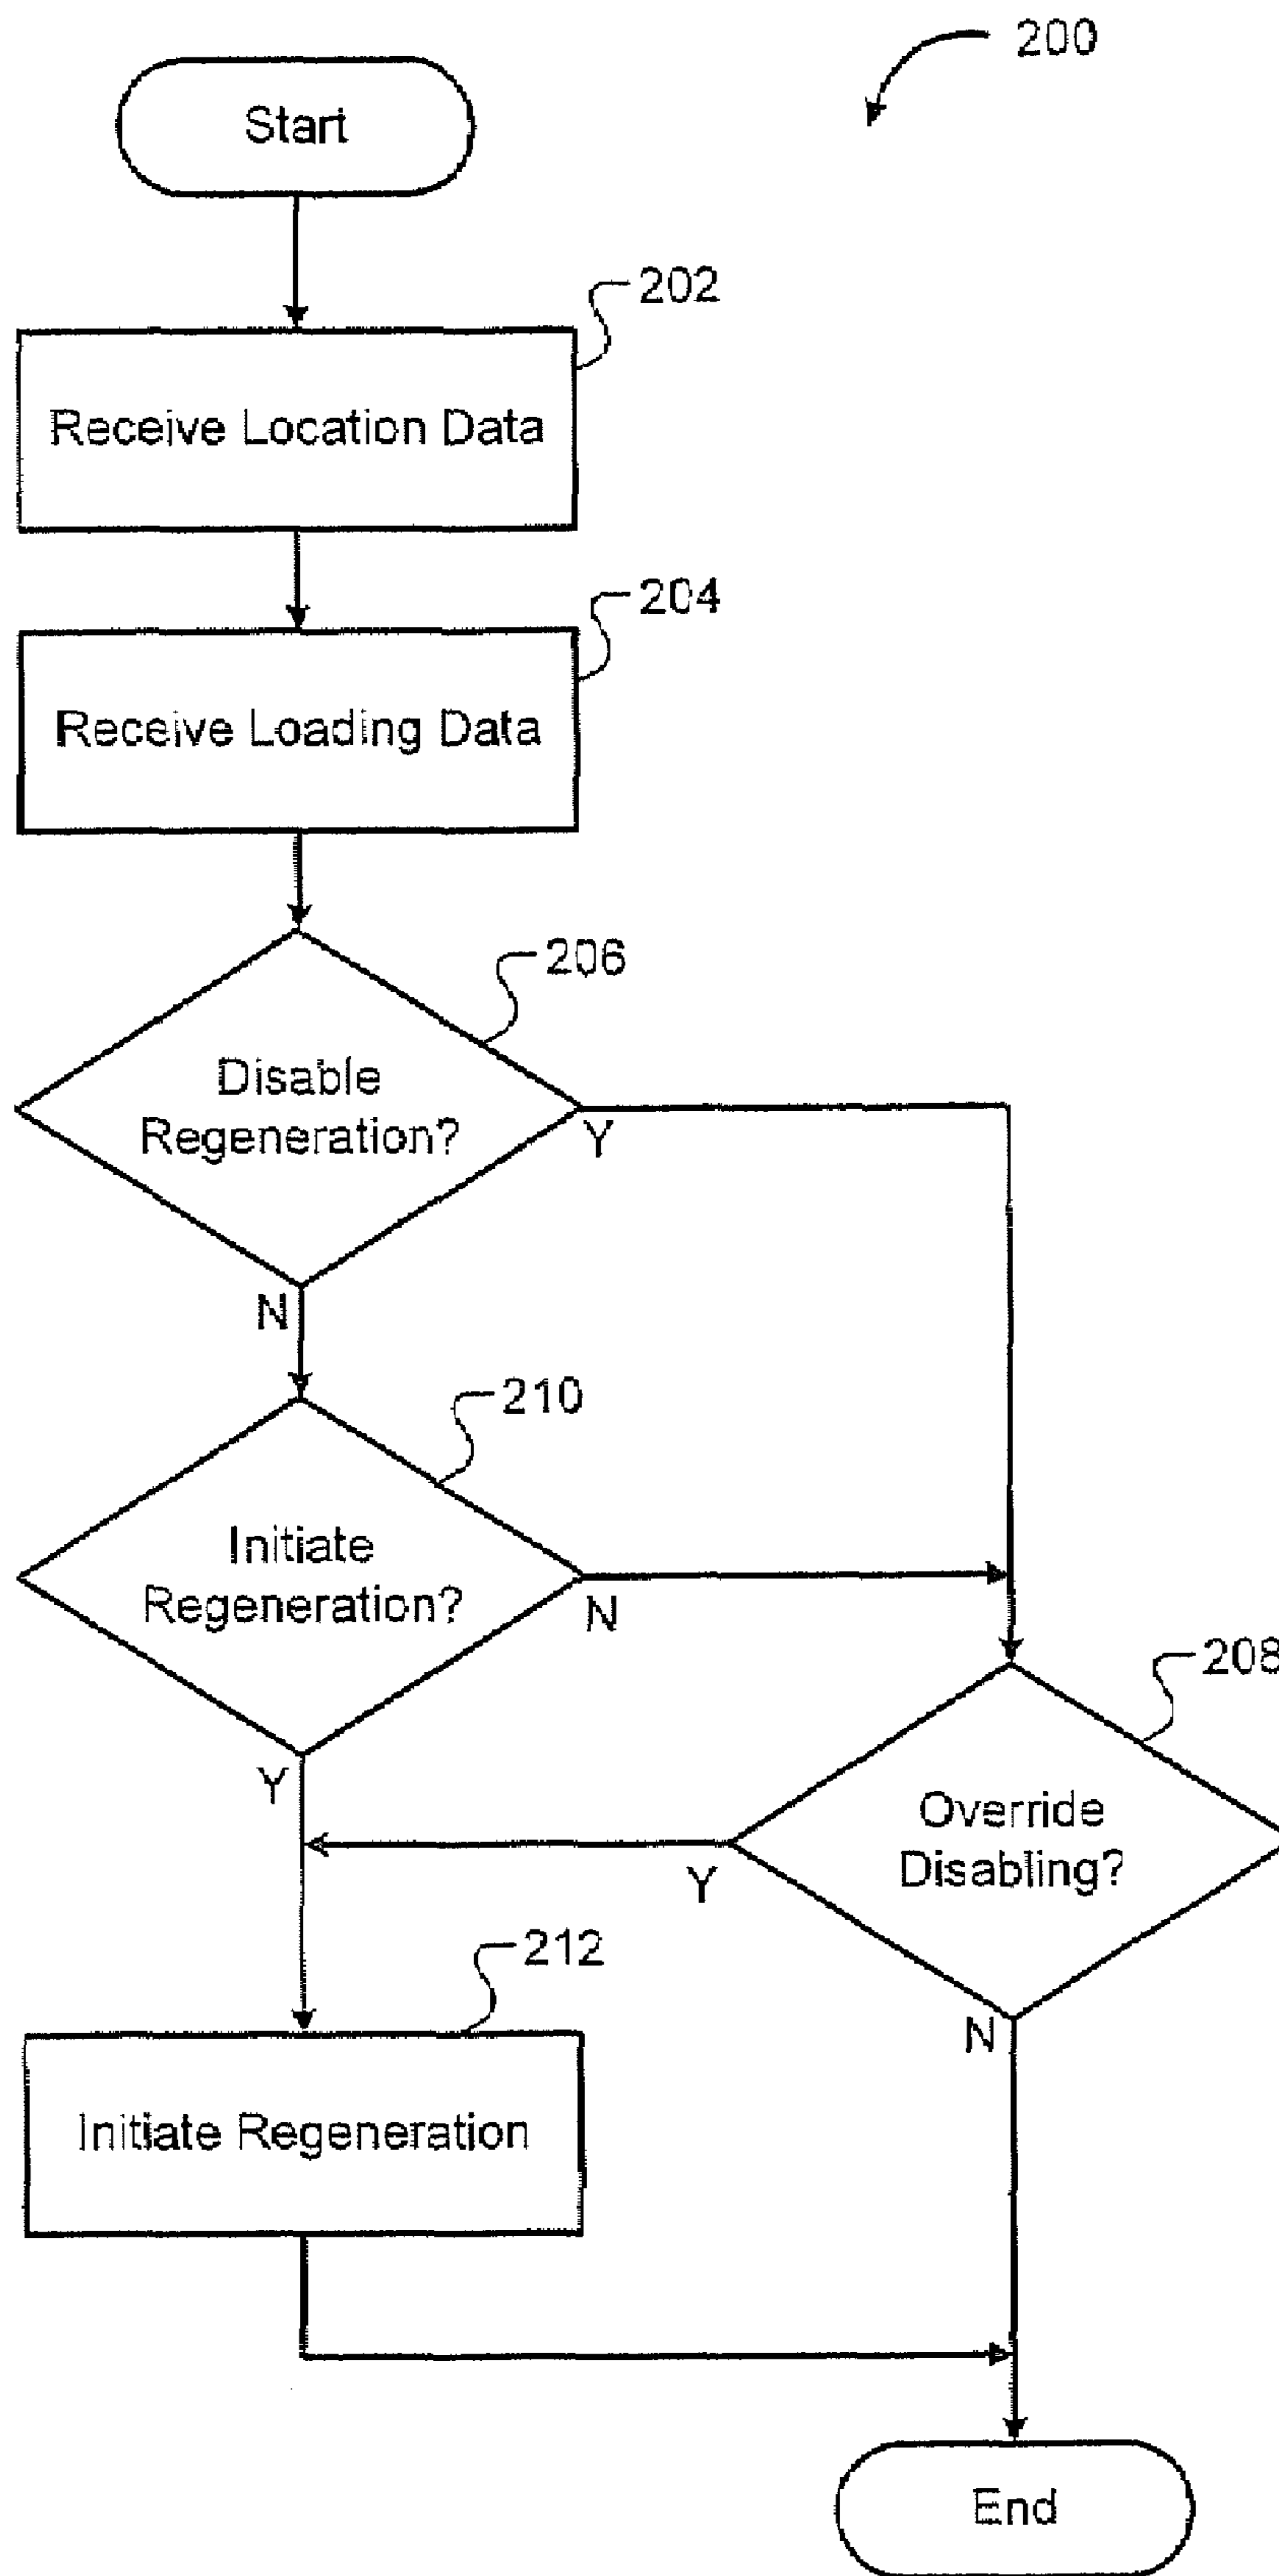 200
Start
202
Receive Location Data
204
Receive Loading Data
206
Disable
Regeneration?
Y
N
210
Initiate
Regeneration?
N
Y
208
Override
Disabling?
Y
N
212
Initiate Regeneration
End